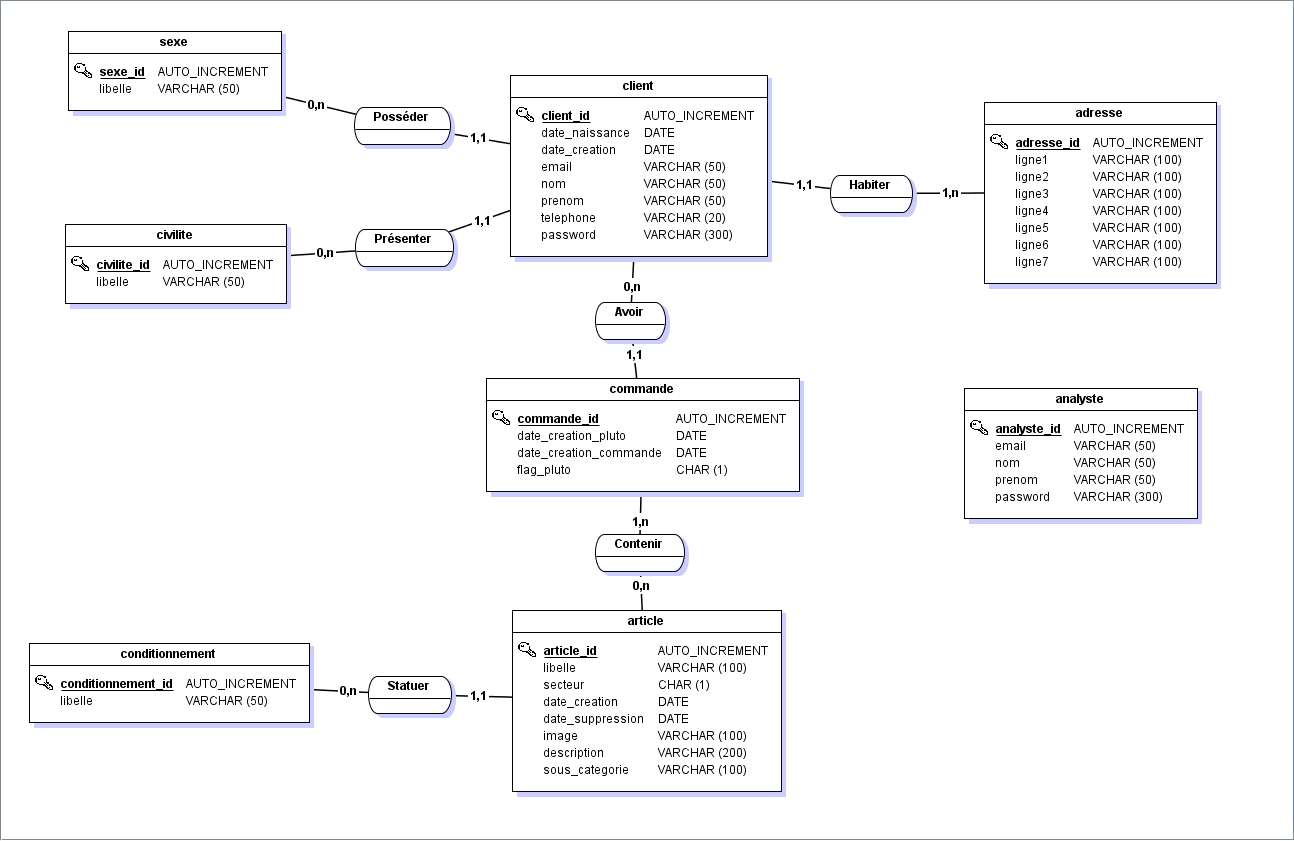 sexe
sexe_id AUTO_INCREMENT
libelle VARCHAR (50)
0,n
Posséder
1,1
civilite
civilite_id AUTO_INCREMENT
libelle VARCHAR (50)
0,n
Présenter
1,1
client
client_id AUTO_INCREMENT
date_naissance DATE
date_creation DATE
email VARCHAR (50)
nom VARCHAR (50)
prenom VARCHAR (50)
telephone VARCHAR (20)
password VARCHAR (300)
1,1
Habiter
1,n
adresse
adresse_id AUTO_INCREMENT
ligne1 VARCHAR (100)
ligne2 VARCHAR (100)
ligne3 VARCHAR (100)
ligne4 VARCHAR (100)
ligne5 VARCHAR (100)
ligne6 VARCHAR (100)
ligne7 VARCHAR (100)
0,n
Avoir
1,1
commande
commande_id AUTO_INCREMENT
date_creation_pluto DATE
date_creation_commande DATE
flag_pluto CHAR (1)
analyste
analyste_id AUTO_INCREMENT
email VARCHAR (50)
nom VARCHAR (50)
prenom VARCHAR (50)
password VARCHAR (300)
1,n
Contenir
0,n
conditionnement
conditionnement_id AUTO_INCREMENT
libelle VARCHAR (50)
0,n
Statuer
1,1
article
article_id AUTO_INCREMENT
libelle VARCHAR (100)
secteur CHAR (1)
date_creation DATE
date_suppression DATE
image VARCHAR (100)
description VARCHAR (200)
sous_categorie VARCHAR (100)